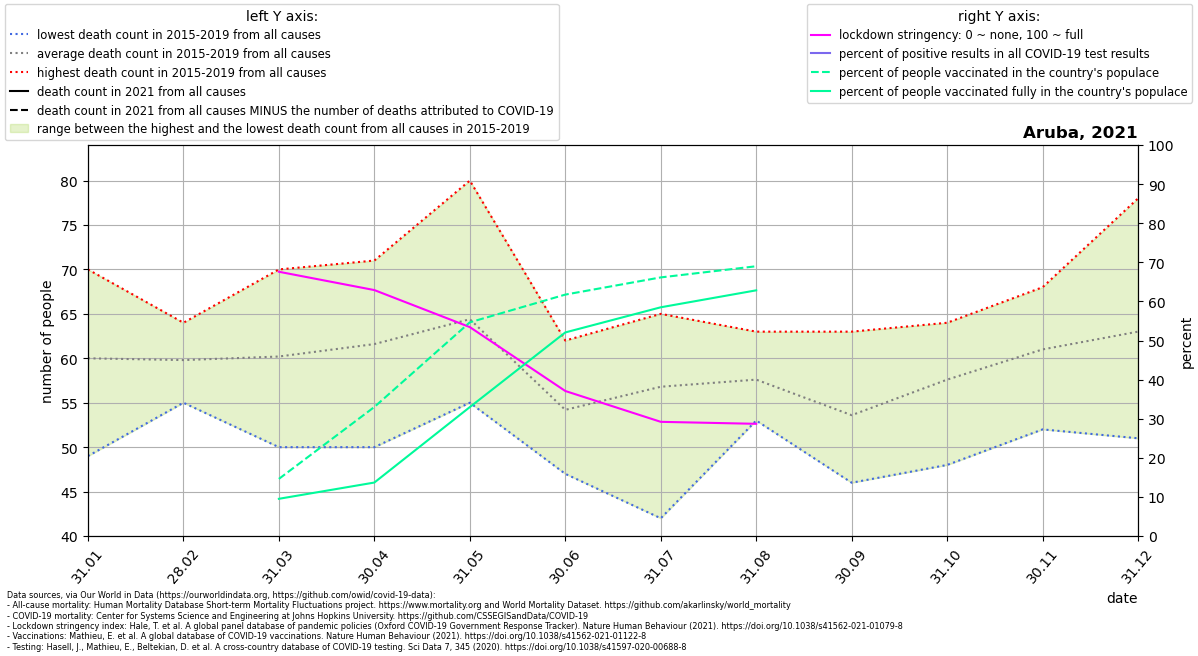 left Y axis:
lowest death count in 2015-2019 from all causes
average death count in 2015-2019 from all causes
highest death count in 2015-2019 from all causes
death count in 2021 from all causes
death count in 2021 from all causes MINUS the number of deaths attributed to COVID-19
range between the highest and the lowest death count from all causes in 2015-2019
right Y axis:
lockdown stringency: 0 ~ none, 100 ~ full
percent of positive results in all COVID-19 test results
percent of people vaccinated in the country's populace
percent of people vaccinated fully in the country's populace
Aruba, 2021
number of people
80
75
70
65
60
55
50
45
40
100
90
80
70
60
50
40
30
20
10
0
percent
31.01
28.02
31.03
30.04
31.05
30.06
31.07
31.08
30.09
31.10
30.11
31.12
date
Data sources, via Our World in Data (https://ourworldindata.org, https://github.com/owid/covid-19-data):
- All-cause mortality: Human Mortality Database Short-term Mortality Fluctuations project. https://www.mortality.org and World Mortality Dataset. https://github.com/akarlinsky/world_mortality
- COVID-19 mortality: Center for Systems Science and Engineering at Johns Hopkins University. https://github.com/CSSEGISandData/COVID-19
- Lockdown stringency index: Hale, T. et al. A global panel database of pandemic policies (Oxford COVID-19 Government Response Tracker). Nature Human Behaviour (2021). https://doi.org/10.1038/s41562-021-01079-8
- Vaccinations: Mathieu, E. et al. A global database of COVID-19 vaccinations. Nature Human Behaviour (2021). https://doi.org/10.1038/s41562-021-01122-8
- Testing: Hasell, J., Mathieu, E., Beltekian, D. et al. A cross-country database of COVID-19 testing. Sci Data 7, 345 (2020). https://doi.org/10.1038/s41597-020-00688-8